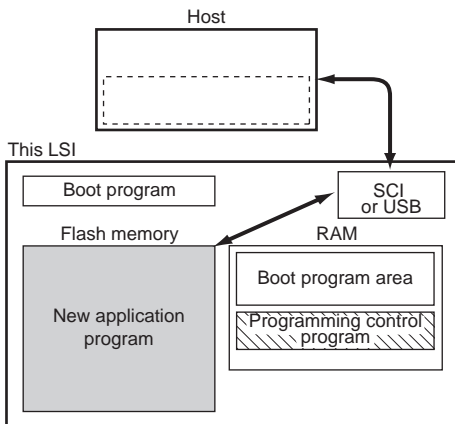 Host
This LSI
Boot program
SCI
or USB
Flash memory
RAM
New application
program
Boot program area
Programming control
program